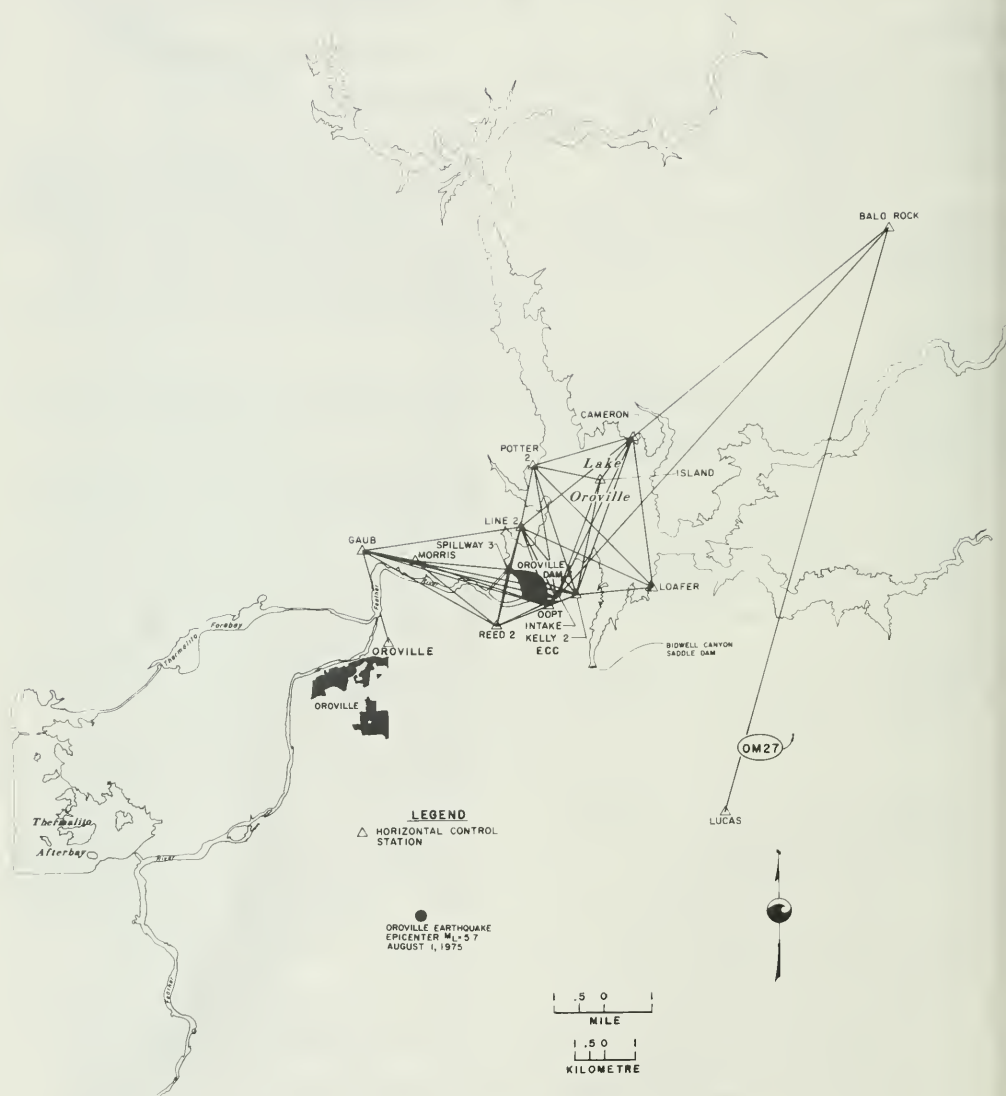 BALD ROCK
CAMERON
POTTER
2
Lake
Oroville
ISLAND
LINE 2
GAUB
SPILLWAY 3
MORRIS
OROVILLE
DAM
River
LOAFER
Feather
OOPT
INTAKE
KELLY 2
ECC
REED 2
BIDWELL CANYON
SADDLE DAM
Thermalito
Forebay
OROVILLE
OROVILLE
OM27
LUCAS
LEGEND
HORIZONTAL CONTROL
STATION
Thermalito
Afterbay
River
OROVILLE EARTHQUAKE
EPICENTER ML=5.7
AUGUST 1, 1975
Feather
1 .5 0 1
MILE
1 .5 0 1
KILOMETRE